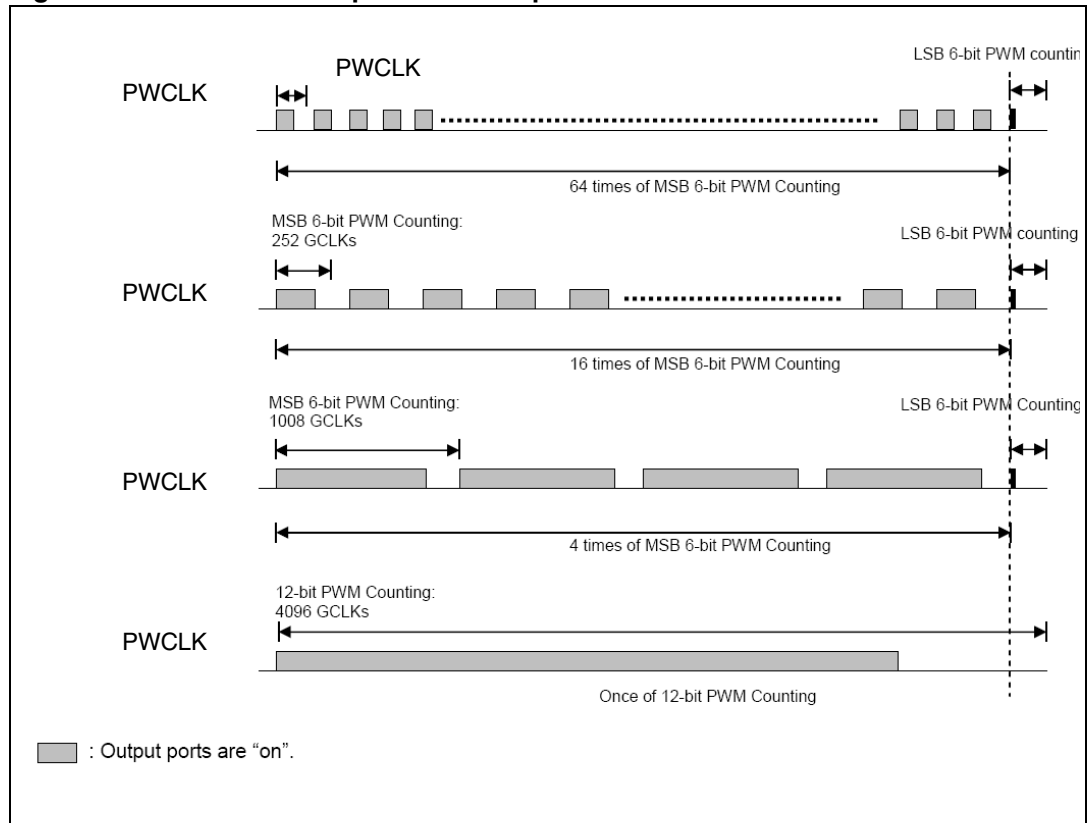 LSB 6-bit PWM countin
PWCLK
PWCLK
64 times of MSB 6-bit PWM Counting
MSB 6-bit PWM Counting:
252 GCLKs
LSB 6-bit PWM counting
PWCLK
16 times of MSB 6-bit PWM Counting
MSB 6-bit PWM Counting:
1008 GCLKs
LSB 6-bit PWM Counting
PWCLK
4 times of MSB 6-bit PWM Counting
12-bit PWM Counting:
4096 GCLKs
PWCLK
Once of 12-bit PWM Counting
: Output ports are “on”.